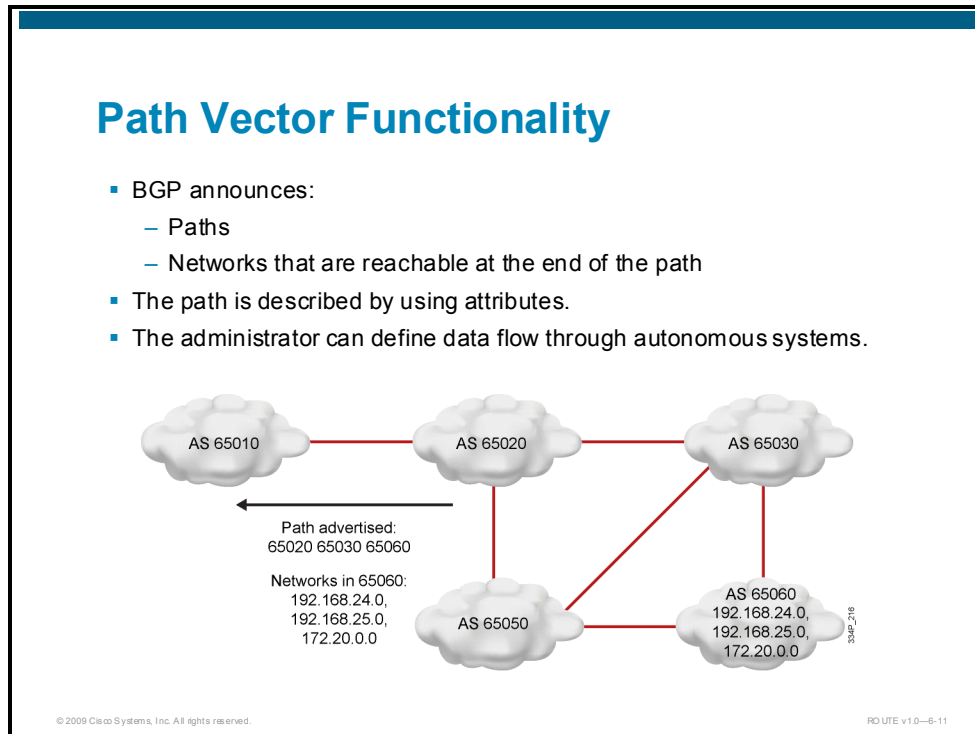 Path Vector Functionality
▪ BGP announces:
– Paths
– Networks that are reachable at the end of the path
▪ The path is described by using attributes.
▪ The administrator can define data flow through autonomous systems.
AS 65010
AS 65020
AS 65030
Path advertised:
65020 65030 65060
Networks in 65060:
192.168.24.0,
192.168.25.0,
172.20.0.0
AS 65050
AS 65060
192.168.24.0,
192.168.25.0,
172.20.0.0
334P_216
© 2009 Cisco Systems, Inc. All rights reserved.
ROUTE v1.0—6-11